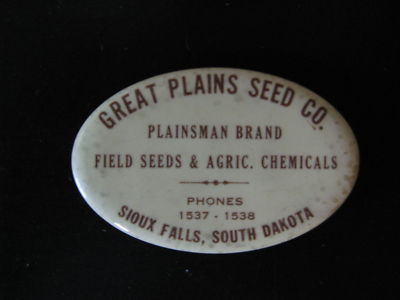 GREAT PLAINS SEED CO.
PLAINSMAN BRAND
FIELD SEEDS & AGRIC. CHEMICALS
PHONES
1537 - 1538
SIOUX FALLS, SOUTH DAKOTA